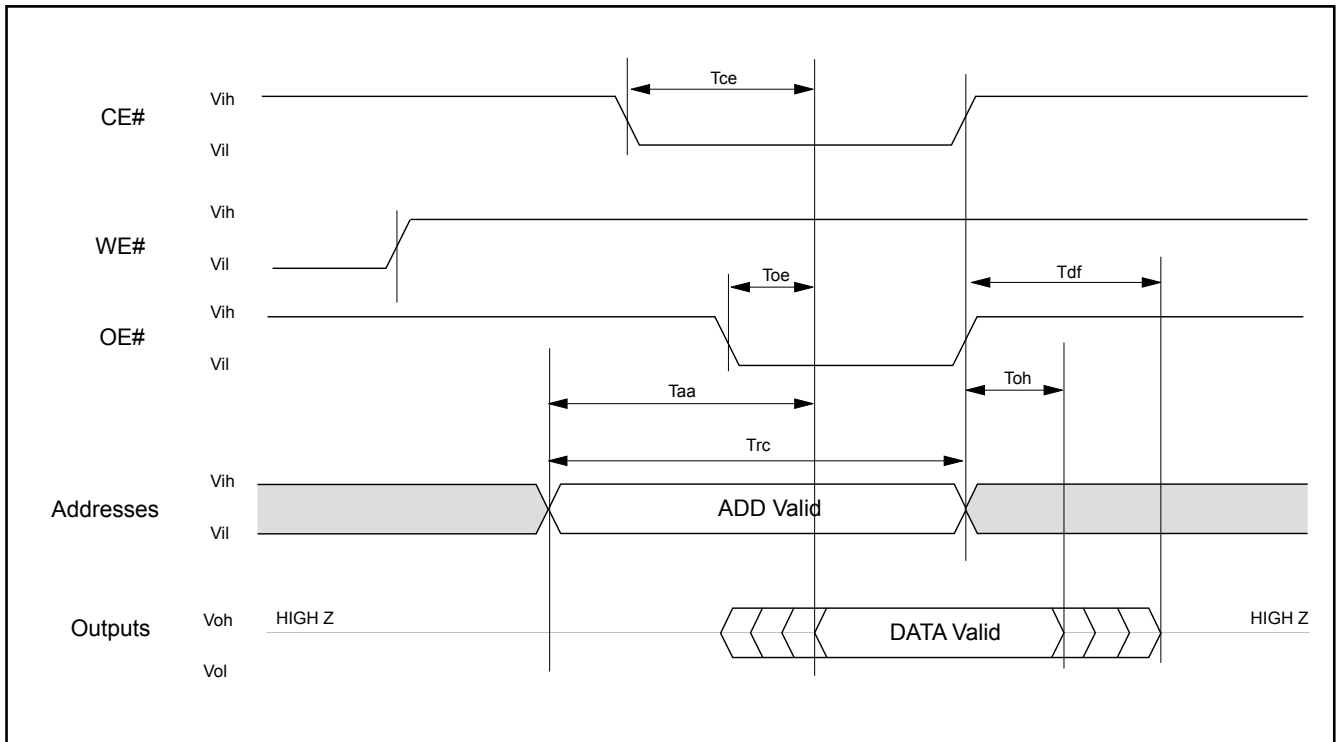 Tce
Vih
CE#
Vil
Vih
WE#
Vil
Toe
Tdf
Vih
OE#
Vil
Taa
Toh
Trc
Vih
Addresses
ADD Valid
Vil
Voh
HIGH Z
HIGH Z
Outputs
DATA Valid
Vol